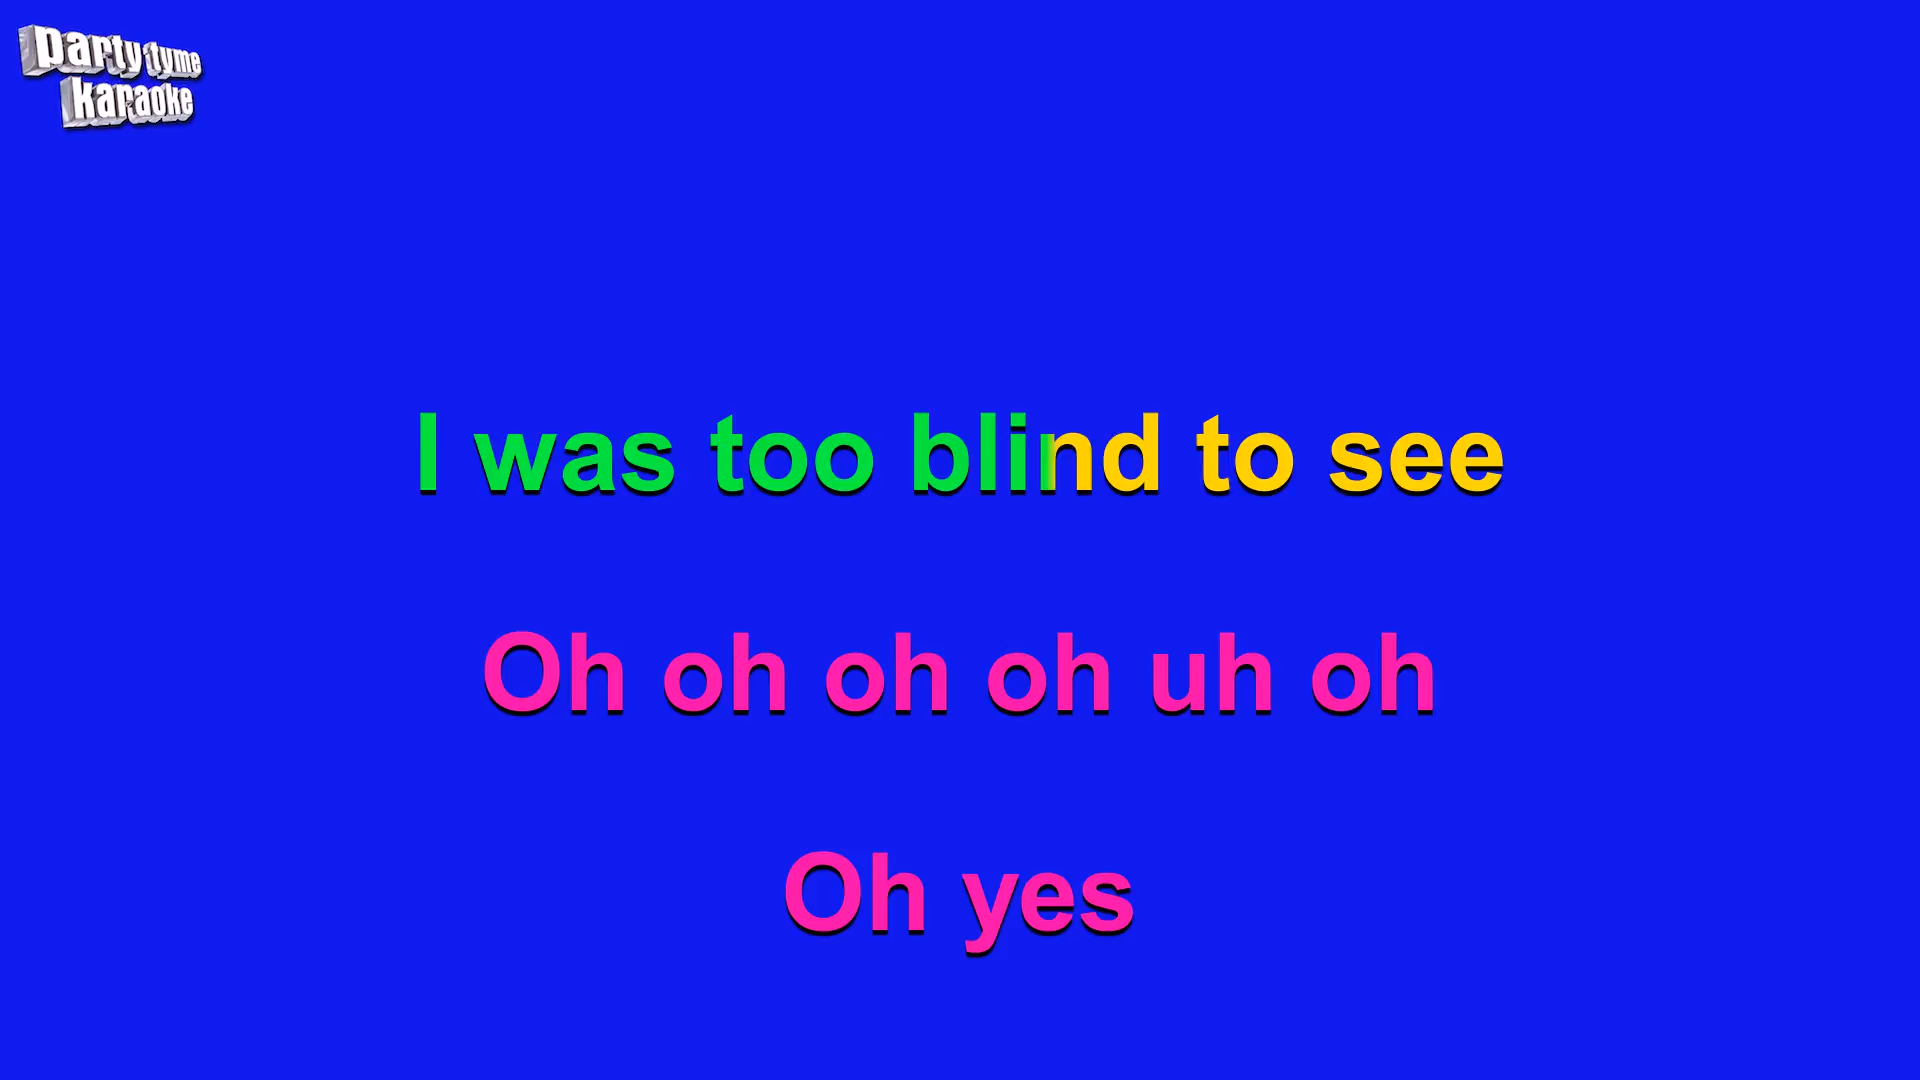 party tyme
karaoke
I was too blind to see
Oh oh oh oh uh oh
Oh yes